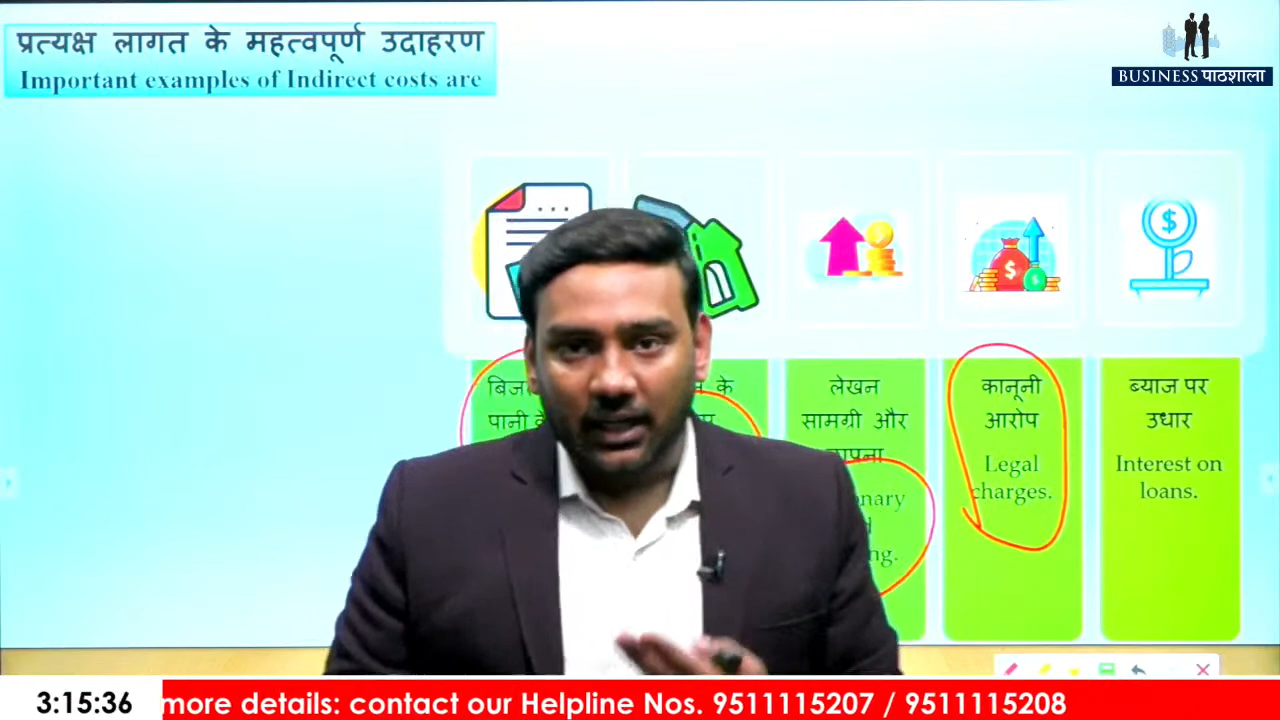 प्रत्यक्ष लागत के महत्वपूर्ण उदाहरण
Important examples of Indirect costs are
BUSINESS पाठशाला
पानी
के
लेखन
सामग्री और
कानूनी
आरोप
Legal
charges.
ब्याज पर
उधार
Interest on
loans.
3:15:36
more details: contact our Helpline Nos. 9511115207 / 9511115208